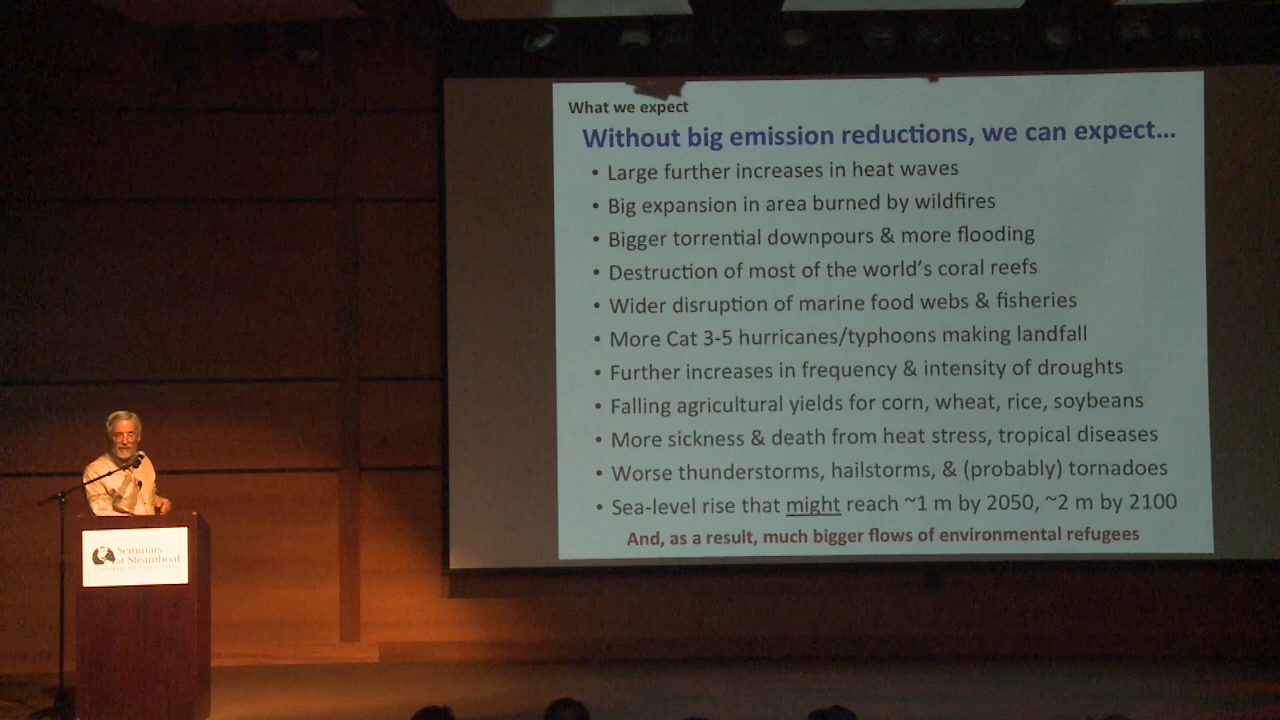 What we expect
Without big emission reductions, we can expect...
• Large further increases in heat waves
• Big expansion in area burned by wildfires
• Bigger torrential downpours & more flooding
• Destruction of most of the world's coral reefs
• Wider disruption of marine food webs & fisheries
• More Cat 3-5 hurricanes/typhoons making landfall
• Further increases in frequency & intensity of droughts
• Falling agricultural yields for corn, wheat, rice, soybeans
• More sickness & death from heat stress, tropical diseases
• Worse thunderstorms, hailstorms, & (probably) tornadoes
• Sea-level rise that might reach ~1 m by 2050, ~2 m by 2100
And, as a result, much bigger flows of environmental refugees
Seminars
at Steamboat